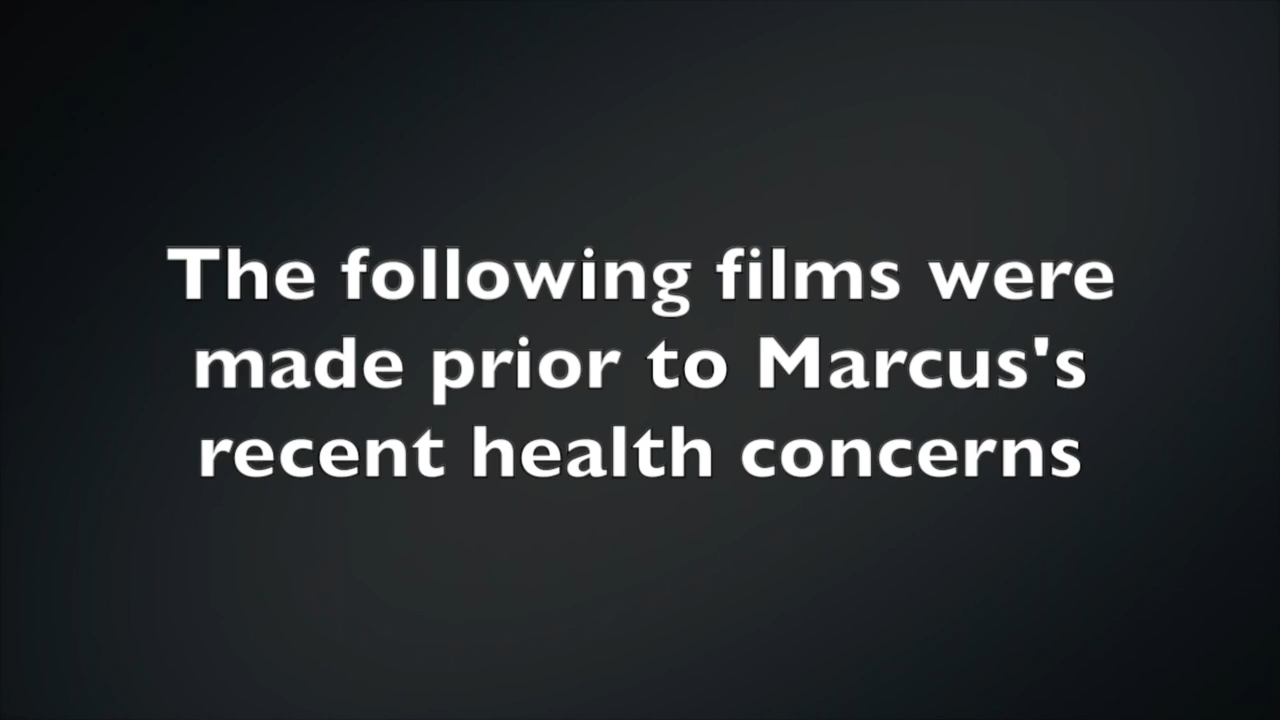 The following films were
made prior to Marcus's
recent health concerns